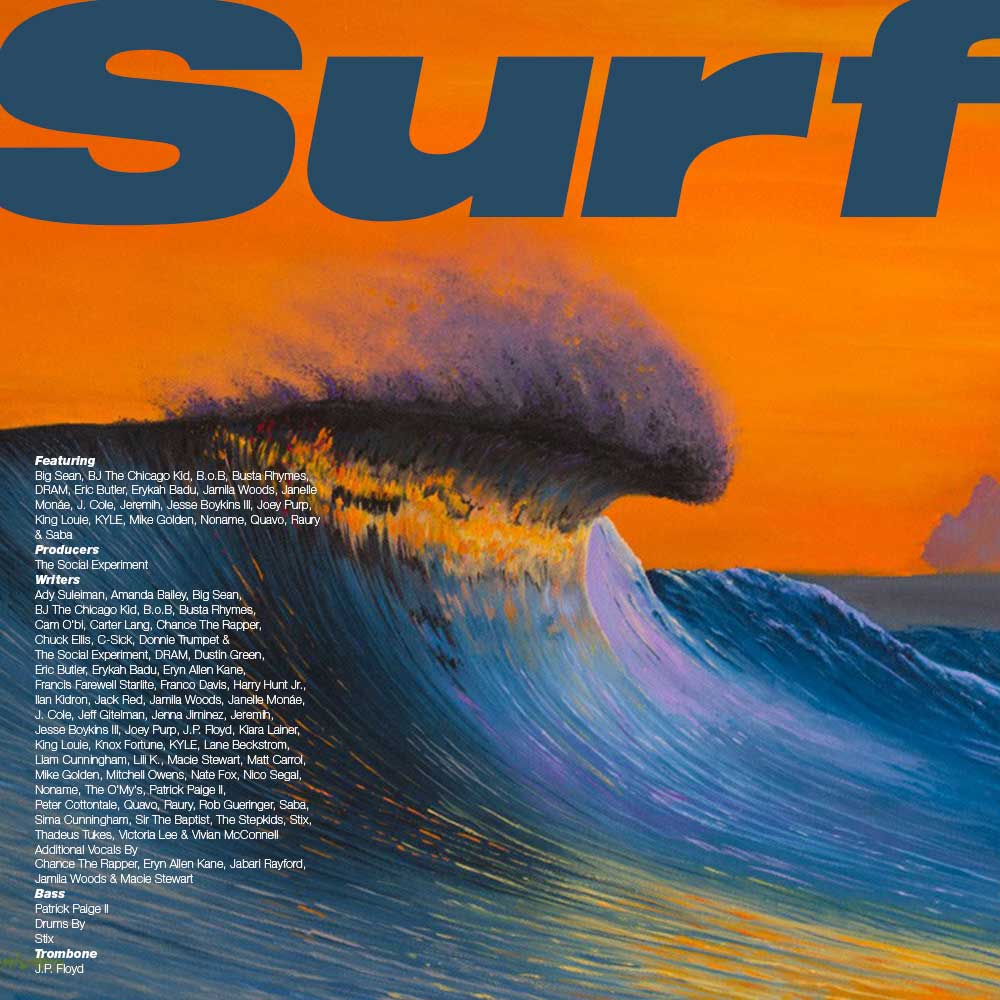 Surf
Featuring
Big Sean, BJ The Chicago Kid, B.o.B, Busta Rhymes,
DRAM, Eric Butler, Erykah Badu, Jamila Woods, Janelle
Monáe, J. Cole, Jeremih, Jesse Boykins III, Joey Purp,
King Louie, KYLE, Mike Golden, Noname, Quavo, Raury
& Saba
Producers
The Social Experiment
Writers
Ady Suleiman, Amanda Bailey, Big Sean,
BJ The Chicago Kid, B.o.B, Busta Rhymes,
Cam O'bi, Carter Lang, Chance The Rapper,
Chuck Ellis, C-Sick, Donnie Trumpet &
The Social Experiment, DRAM, Dustin Green,
Eric Butler, Erykah Badu, Eryn Allen Kane,
Francis Farewell Starlite, Franco Davis, Harry Hunt Jr.,
Ilan Kidron, Jack Red, Jamila Woods, Janelle Monáe,
J. Cole, Jeff Gitelman, Jenna Jiminez, Jeremih,
Jesse Boykins III, Joey Purp, J.P. Floyd, Kiara Lainer,
King Louie, Knox Fortune, KYLE, Lane Beckstrom,
Liam Cunningham, Lili K., Macie Stewart, Matt Carrol,
Mike Golden, Mitchell Owens, Nate Fox, Nico Segal,
Noname, The O'My's, Patrick Paige II,
Peter Cottontale, Quavo, Raury, Rob Gueringer, Saba,
Sima Cunningham, Sir The Baptist, The Stepkids, Stix,
Thadeus Tukes, Victoria Lee & Vivian McConnell
Additional Vocals By
Chance The Rapper, Eryn Allen Kane, Jabari Rayford,
Jamila Woods & Macie Stewart
Bass
Patrick Paige II
Drums By
Stix
Trombone
J.P. Floyd